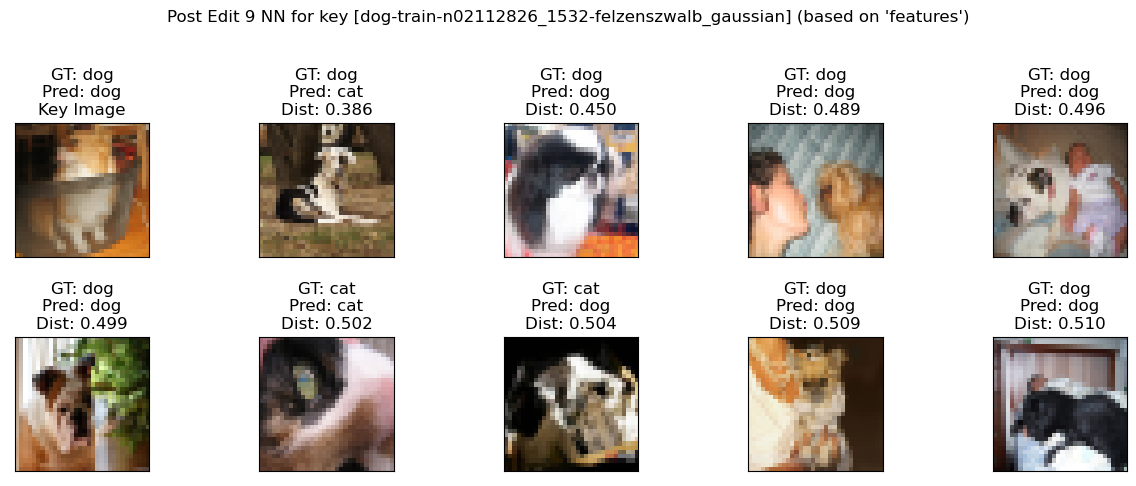 Post Edit 9 NN for key [dog-train-n02112826_1532-felzenszwalb_gaussian] (based on 'features')
GT: dog
Pred: dog
Key Image
GT: dog
Pred: cat
Dist: 0.386
GT: dog
Pred: dog
Dist: 0.450
GT: dog
Pred: dog
Dist: 0.489
GT: dog
Pred: dog
Dist: 0.496
GT: dog
Pred: dog
Dist: 0.499
GT: cat
Pred: cat
Dist: 0.502
GT: cat
Pred: dog
Dist: 0.504
GT: dog
Pred: dog
Dist: 0.509
GT: dog
Pred: dog
Dist: 0.510